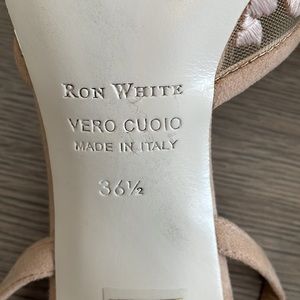 RON WHITE
VERO CUOIO
MADE IN ITALY
36½